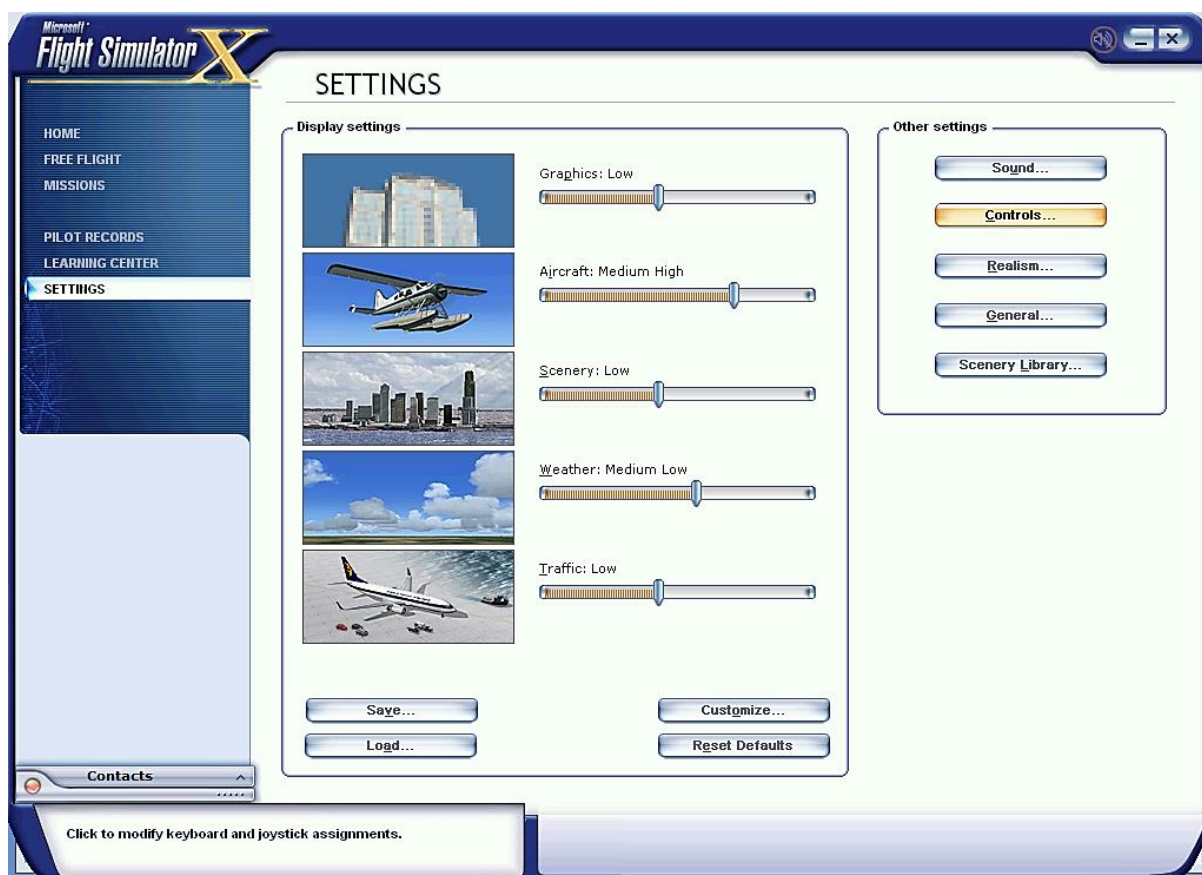 Microsoft
Flight Simulator X
SETTINGS
HOME
FREE FLIGHT
MISSIONS
PILOT RECORDS
LEARNING CENTER
SETTINGS
Display settings
Graphics: Low
Aircraft: Medium High
Scenery: Low
Weather: Medium Low
Traffic: Low
Save...
Customize...
Load...
Reset Defaults
Other settings
Sound...
Controls...
Realism...
General...
Scenery Library...
Contacts
Click to modify keyboard and joystick assignments.